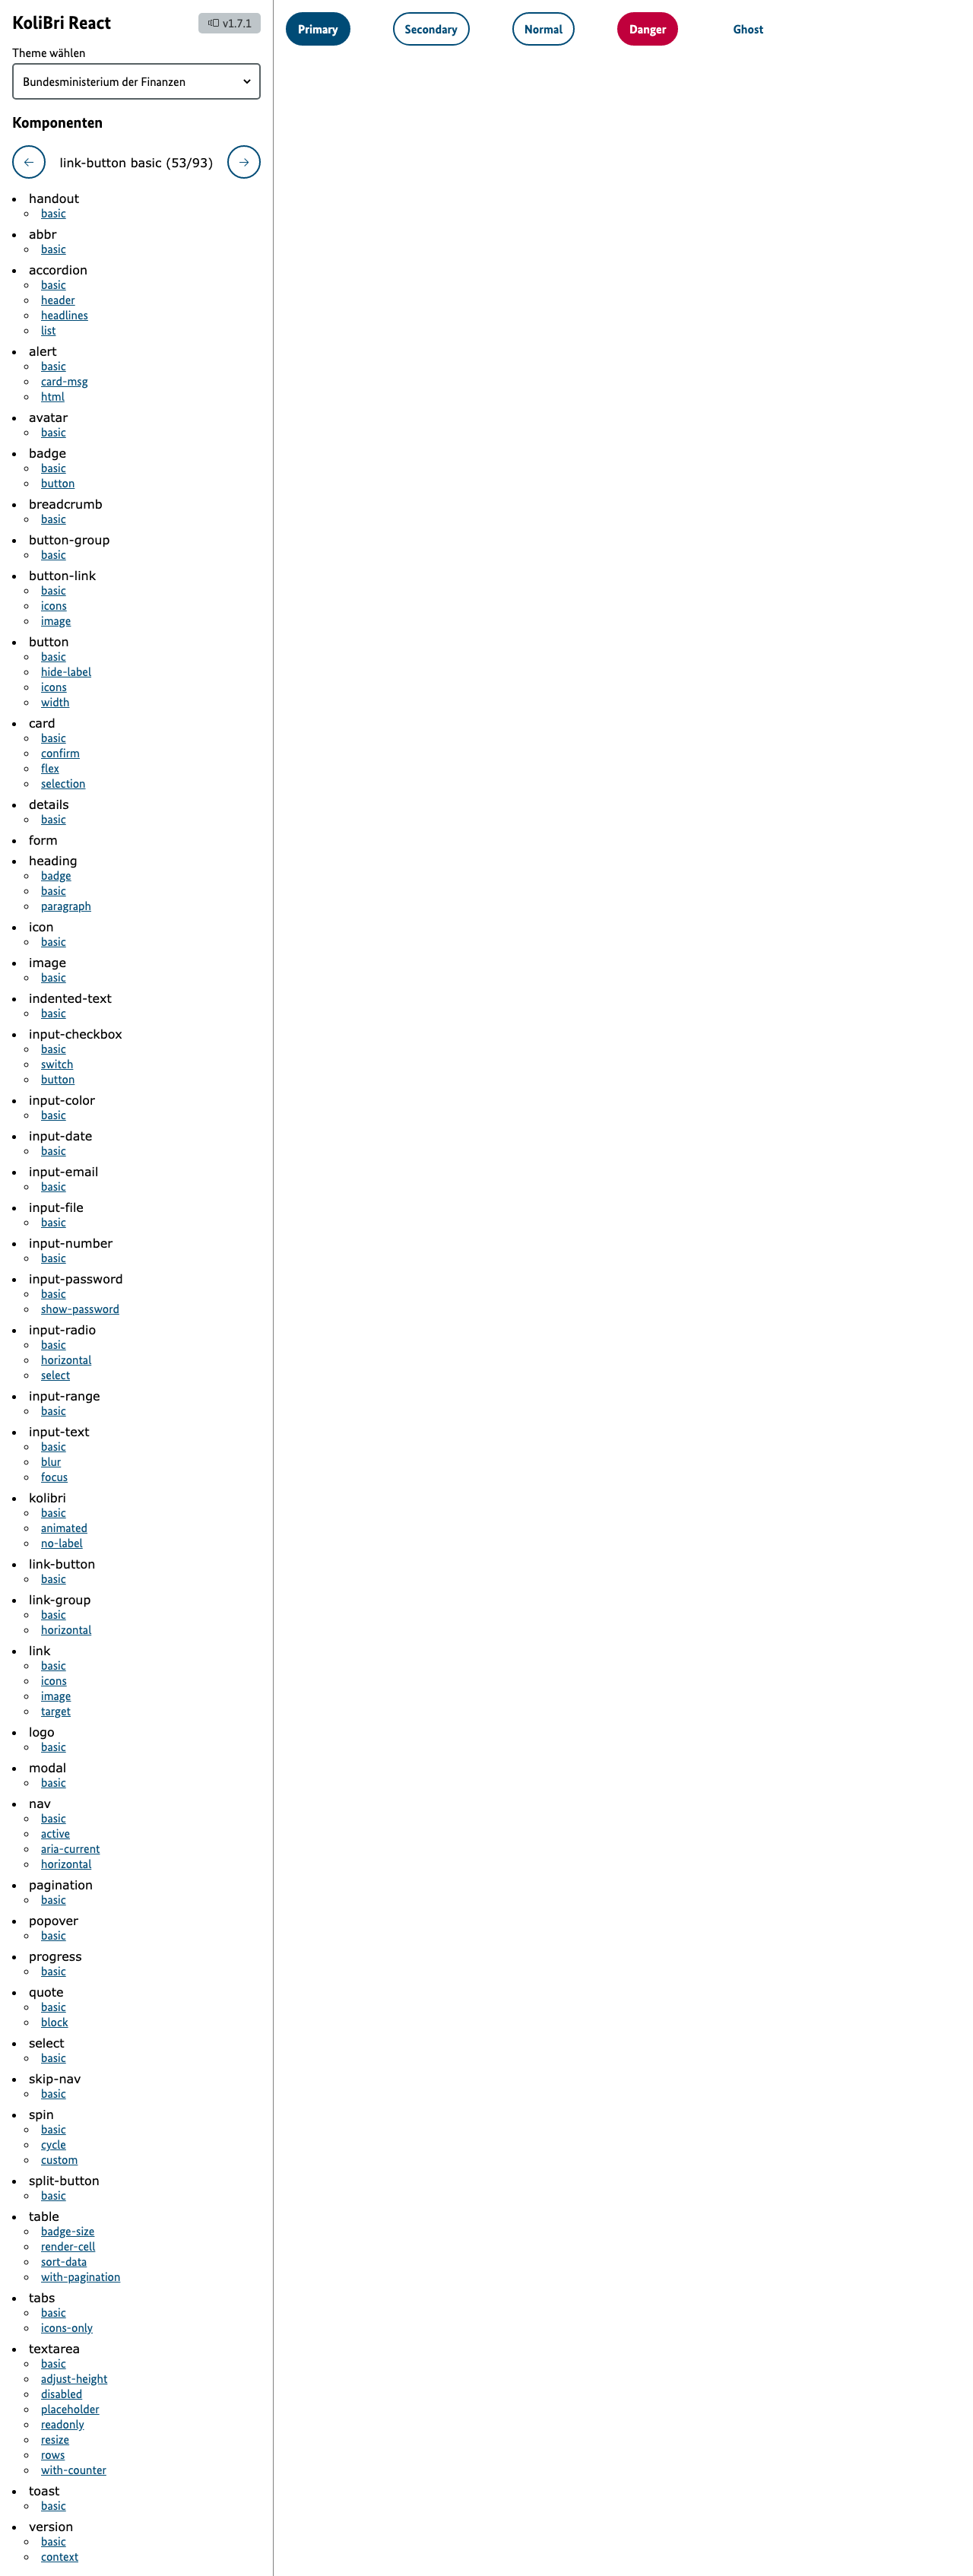 KoliBri React
v1.7.1
Theme wählen
Bundesministerium der Finanzen
Komponenten
link-button basic (53/93)
handout
basic
abbr
basic
accordion
basic
header
headlines
list
alert
basic
card-msg
html
avatar
basic
badge
basic
button
breadcrumb
basic
button-group
basic
button-link
basic
icons
image
button
basic
hide-label
icons
width
card
basic
confirm
flex
selection
details
basic
form
heading
badge
basic
paragraph
icon
basic
image
basic
indented-text
basic
input-checkbox
basic
switch
button
input-color
basic
input-date
basic
input-email
basic
input-file
basic
input-number
basic
input-password
basic
show-password
input-radio
basic
horizontal
select
input-range
basic
input-text
basic
blur
focus
kolibri
basic
animated
no-label
link-button
basic
link-group
basic
horizontal
link
basic
icons
image
target
logo
basic
modal
basic
nav
basic
active
aria-current
horizontal
pagination
basic
popover
basic
progress
basic
quote
basic
block
select
basic
skip-nav
basic
spin
basic
cycle
custom
split-button
basic
table
badge-size
render-cell
sort-data
with-pagination
tabs
basic
icons-only
textarea
basic
adjust-height
disabled
placeholder
readonly
resize
rows
with-counter
toast
basic
version
basic
context
Primary Secondary Normal Danger Ghost